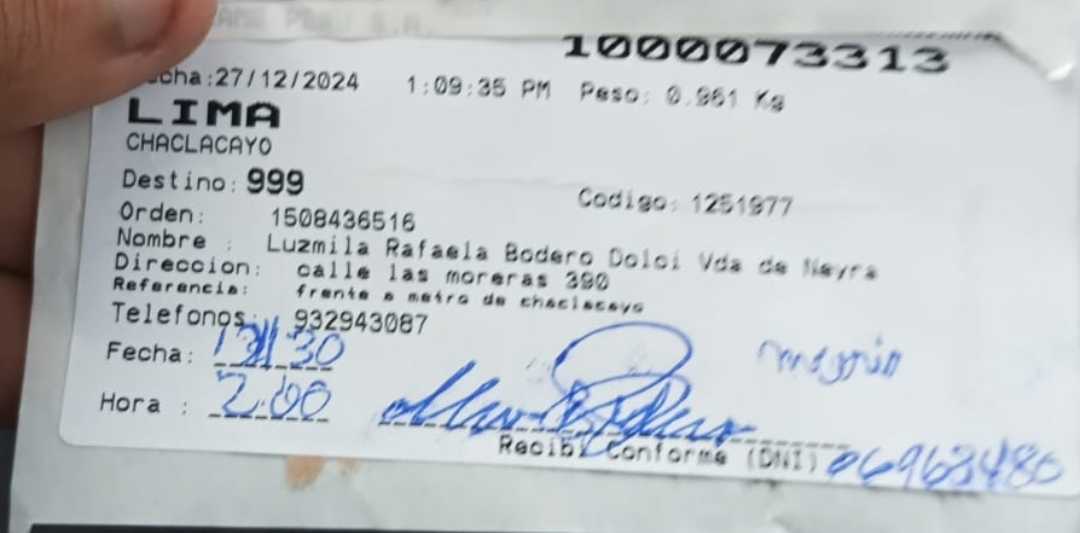 1000073313
cha:27/12/2024 1:09:35 PM Peso: 0.961 Kg
LIMA
CHACLACAYO
Destino: 999
Codigo: 1251977
Orden: 1508436516
Nombre : Luzmila Rafaela Bodero Dolci Vda de Neyra
Direccion: calle las moreras 390
Referencia: frente a metro de chaclacayo
Telefonos: 932943087
Fecha:
Hora : 2:00
Recibi Conforme (DNI) 06963480